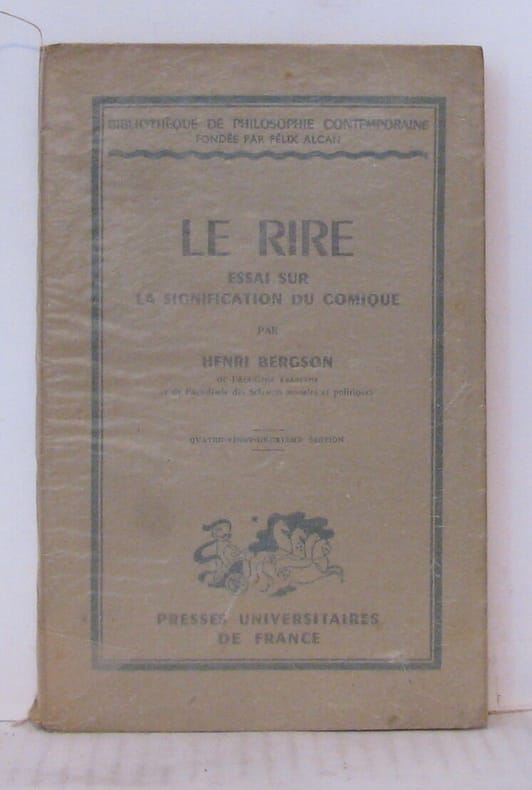 BIBLIOTHÈQUE DE PHILOSOPHIE CONTEMPORAINE
FONDÉE PAR FÉLIX ALCAN
LE RIRE
ESSAI SUR
LA SIGNIFICATION DU COMIQUE
PAR
HENRI BERGSON
de l'Académie Française
et de l'Académie des Sciences morales et politiques
ÉDITION
PRESSES UNIVERSITAIRES
DE FRANCE